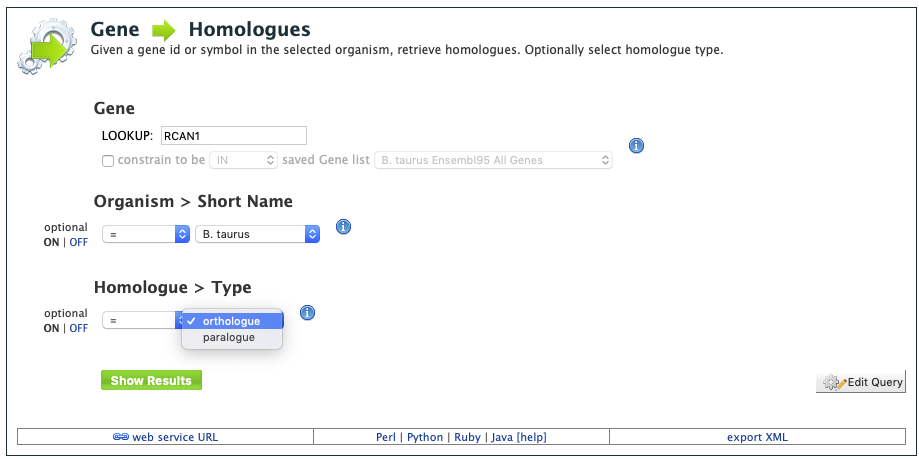 Gene Homologues
Given a gene id or symbol in the selected organism, retrieve homologues. Optionally select homologue type.
Gene
LOOKUP: RCAN1
constrain to be IN saved Gene list B. taurus Ensembl95 All Genes
Organism > Short Name
optional
ON | OFF = B. taurus
Homologue > Type
optional
ON | OFF = ✓ orthologue
paralogue
Show Results
Edit Query
web service URL Perl | Python | Ruby | Java [help] export XML